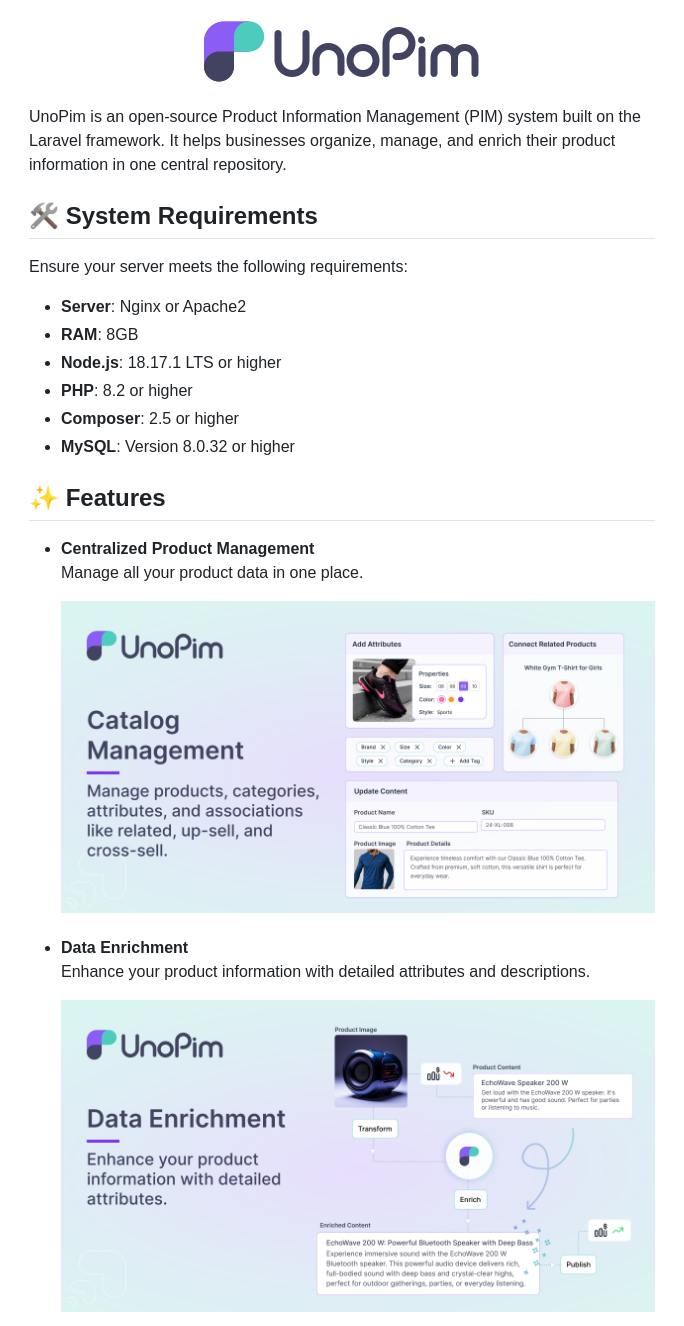 UnoPim
UnoPim is an open-source Product Information Management (PIM) system built on the
Laravel framework. It helps businesses organize, manage, and enrich their product
information in one central repository.
🛠️ System Requirements
Ensure your server meets the following requirements:
• Server: Nginx or Apache2
• RAM: 8GB
• Node.js: 18.17.1 LTS or higher
• PHP: 8.2 or higher
• Composer: 2.5 or higher
• MySQL: Version 8.0.32 or higher
✨ Features
• Centralized Product Management
Manage all your product data in one place.
UnoPim
Catalog
Management
Manage products, categories,
attributes, and associations
like related, up-sell, and
cross-sell.
Add Attributes
Properties
Size: 08 09 10
Color:
Style: Sports
Brand ✕ Size ✕ Color ✕
Style ✕ Category ✕ + Add Tag
Connect Related Products
White Gym T-Shirt for Girls
Update Content
Product Name SKU
Classic Blue 100% Cotton Tee 24-XL-008
Product Image Product Details
Experience timeless comfort with our Classic Blue 100% Cotton Tee.
Crafted from premium, soft cotton, this versatile shirt is perfect for
everyday wear.
• Data Enrichment
Enhance your product information with detailed attributes and descriptions.
UnoPim
Data Enrichment
Enhance your product
information with detailed
attributes.
Product Image
Product Content
EchoWave Speaker 200 W
Get loud with the EchoWave 200 W speaker. It's
powerful and has good sound. Perfect for parties
or listening to music.
Transform
Enrich
Enriched Content
EchoWave 200 W: Powerful Bluetooth Speaker with Deep Bass
Experience immersive sound with the EchoWave 200 W
Bluetooth speaker. This powerful audio device delivers rich,
full-bodied sound with deep bass and crystal-clear highs,
perfect for outdoor gatherings, parties, or everyday listening.
Publish